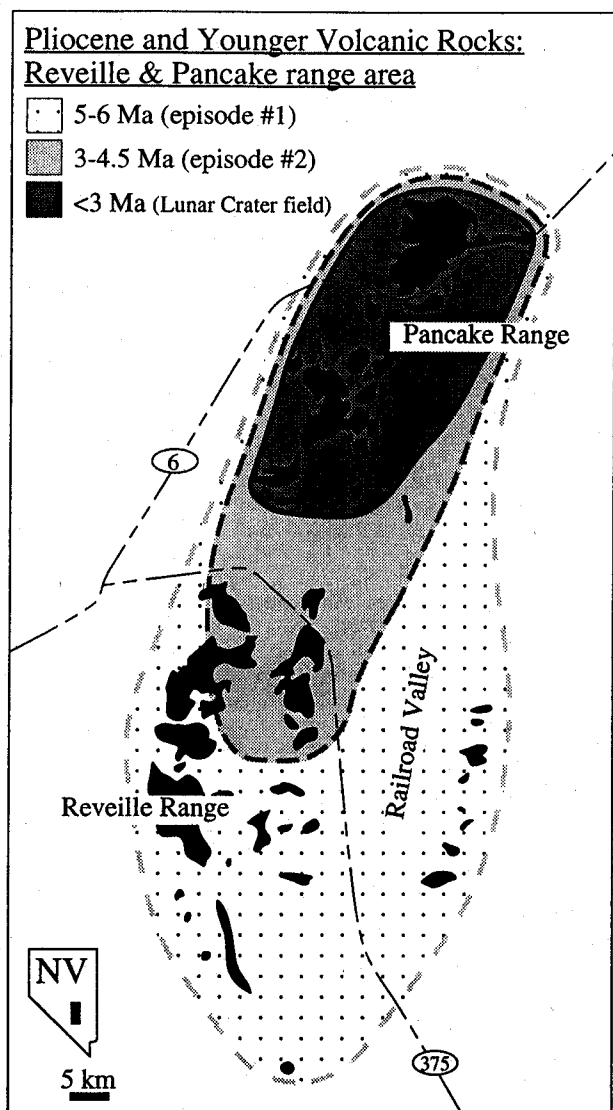 Pliocene and Younger Volcanic Rocks:
Reveille & Pancake range area
5-6 Ma (episode #1)
3-4.5 Ma (episode #2)
<3 Ma (Lunar Crater field)
Pancake Range
6
Railroad Valley
Reveille Range
NV
375
5 km